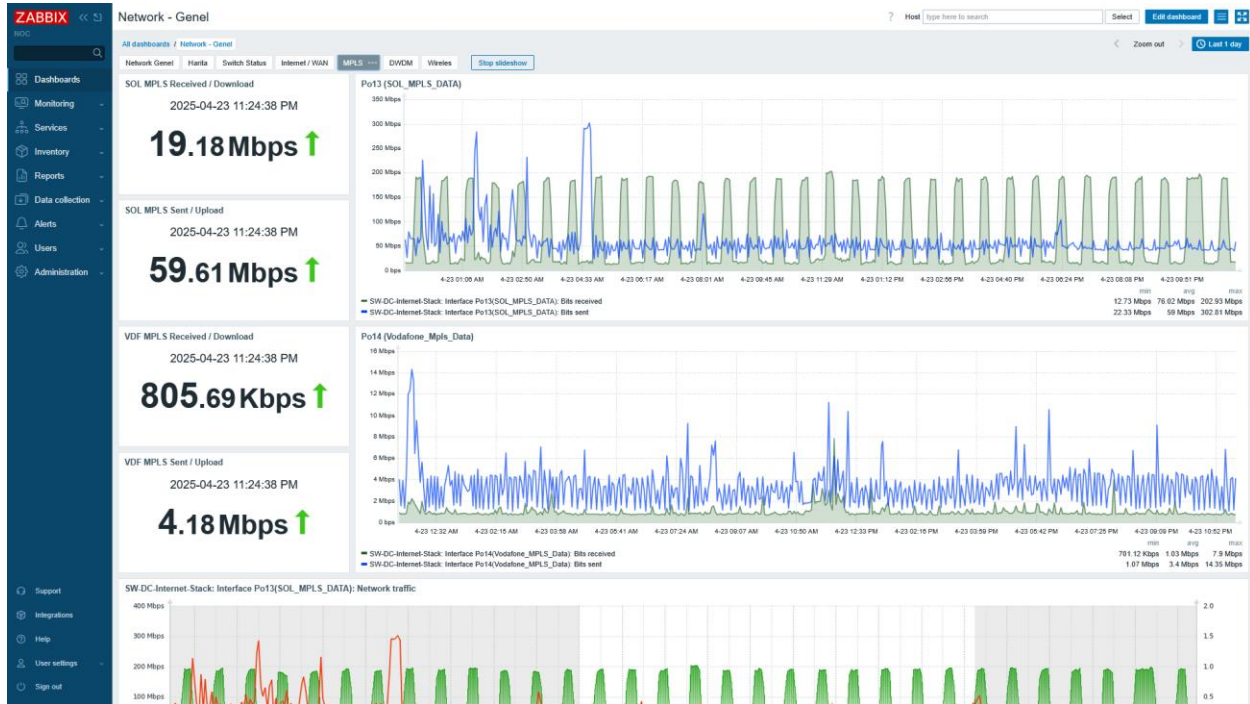 ZABBIX
NOC
Dashboards
Monitoring
Services
Inventory
Reports
Data collection
Alerts
Users
Administration
Support
Integrations
Help
User settings
Sign out
Network - Genel
? Host type here to search Select Edit dashboard
All dashboards / Network - Genel
Zoom out Last 1 day
Network Genel Harita Switch Status Internet / WAN MPLS ••• DWDM Wireles Stop slideshow
SOL MPLS Received / Download
2025-04-23 11:24:38 PM
19.18 Mbps ↑
SOL MPLS Sent / Upload
2025-04-23 11:24:38 PM
59.61 Mbps ↑
Po13 (SOL_MPLS_DATA)
350 Mbps
300 Mbps
250 Mbps
200 Mbps
150 Mbps
100 Mbps
50 Mbps
0 bps
4-23 01:06 AM 4-23 02:50 AM 4-23 04:33 AM 4-23 06:17 AM 4-23 08:01 AM 4-23 09:45 AM 4-23 11:29 AM 4-23 01:12 PM 4-23 02:56 PM 4-23 04:40 PM 4-23 06:24 PM 4-23 08:08 PM 4-23 09:51 PM
min avg max
SW-DC-Internet-Stack: Interface Po13(SOL_MPLS_DATA): Bits received 12.73 Mbps 76.02 Mbps 202.93 Mbps
SW-DC-Internet-Stack: Interface Po13(SOL_MPLS_DATA): Bits sent 22.33 Mbps 59 Mbps 302.81 Mbps
VDF MPLS Received / Download
2025-04-23 11:24:38 PM
805.69 Kbps ↑
VDF MPLS Sent / Upload
2025-04-23 11:24:38 PM
4.18 Mbps ↑
Po14 (Vodafone_Mpls_Data)
16 Mbps
14 Mbps
12 Mbps
10 Mbps
8 Mbps
6 Mbps
4 Mbps
2 Mbps
0 bps
4-23 12:32 AM 4-23 02:15 AM 4-23 03:58 AM 4-23 05:41 AM 4-23 07:24 AM 4-23 09:07 AM 4-23 10:50 AM 4-23 12:33 PM 4-23 02:16 PM 4-23 03:59 PM 4-23 05:42 PM 4-23 07:25 PM 4-23 09:09 PM 4-23 10:52 PM
min avg max
SW-DC-Internet-Stack: Interface Po14(Vodafone_MPLS_Data): Bits received 701.12 Kbps 1.03 Mbps 7.9 Mbps
SW-DC-Internet-Stack: Interface Po14(Vodafone_MPLS_Data): Bits sent 1.07 Mbps 3.4 Mbps 14.35 Mbps
SW-DC-Internet-Stack: Interface Po13(SOL_MPLS_DATA): Network traffic
400 Mbps
300 Mbps
200 Mbps
100 Mbps
2.0
1.5
1.0
0.5